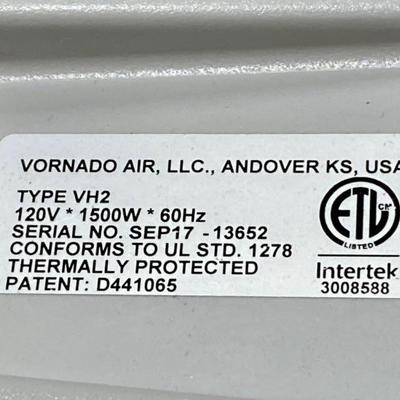 VORNADO AIR, LLC., ANDOVER KS, USA
TYPE VH2
120V * 1500W * 60Hz
SERIAL NO. SEP17 -13652
CONFORMS TO UL STD. 1278
THERMALLY PROTECTED
PATENT: D441065
ETL CM
LISTED
Intertek
3008588